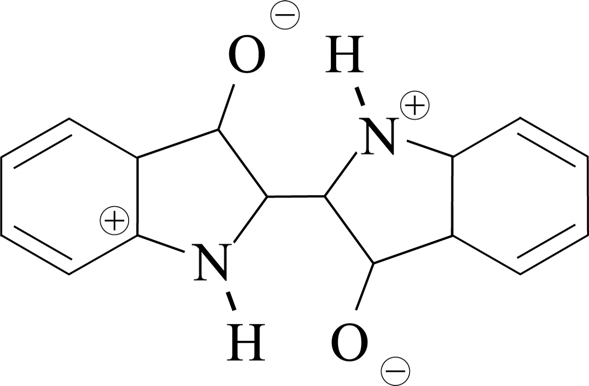 O ⊖ H
N ⊕
⊕
N
H O ⊖